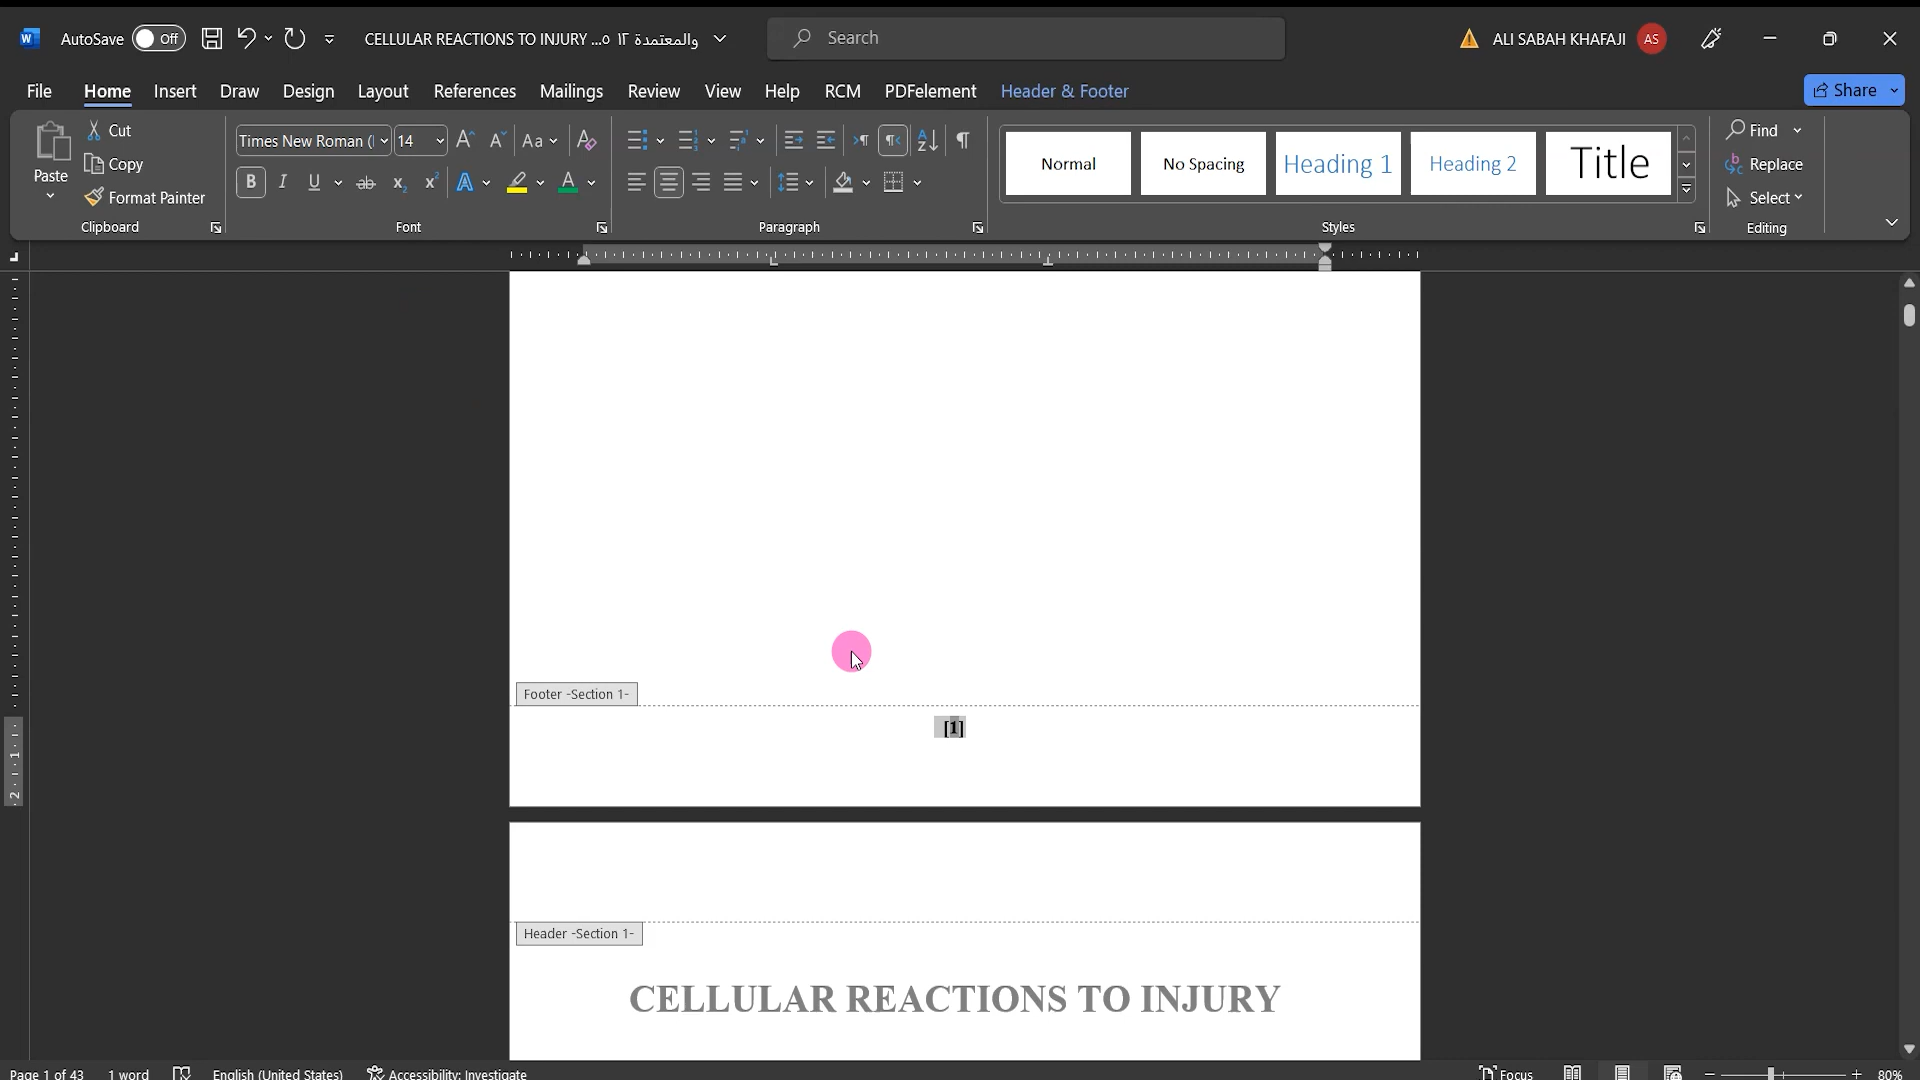 AutoSave Off CELLULAR REACTIONS TO INJURY ...والمعتمدة ١٢ ٥ Search ALI SABAH KHAFAJI AS
File Home Insert Draw Design Layout References Mailings Review View Help RCM PDFelement Header & Footer Share
Paste
Cut
Copy
Format Painter
Clipboard
Times New Roman ( 14
Font
Paragraph
Normal No Spacing Heading 1 Heading 2 Title
Styles
Find
Replace
Select
Editing
Footer -Section 1-
[1]
Header -Section 1-
CELLULAR REACTIONS TO INJURY
Page 1 of 43 1 word English (United States) Accessibility: Investigate Focus 80%